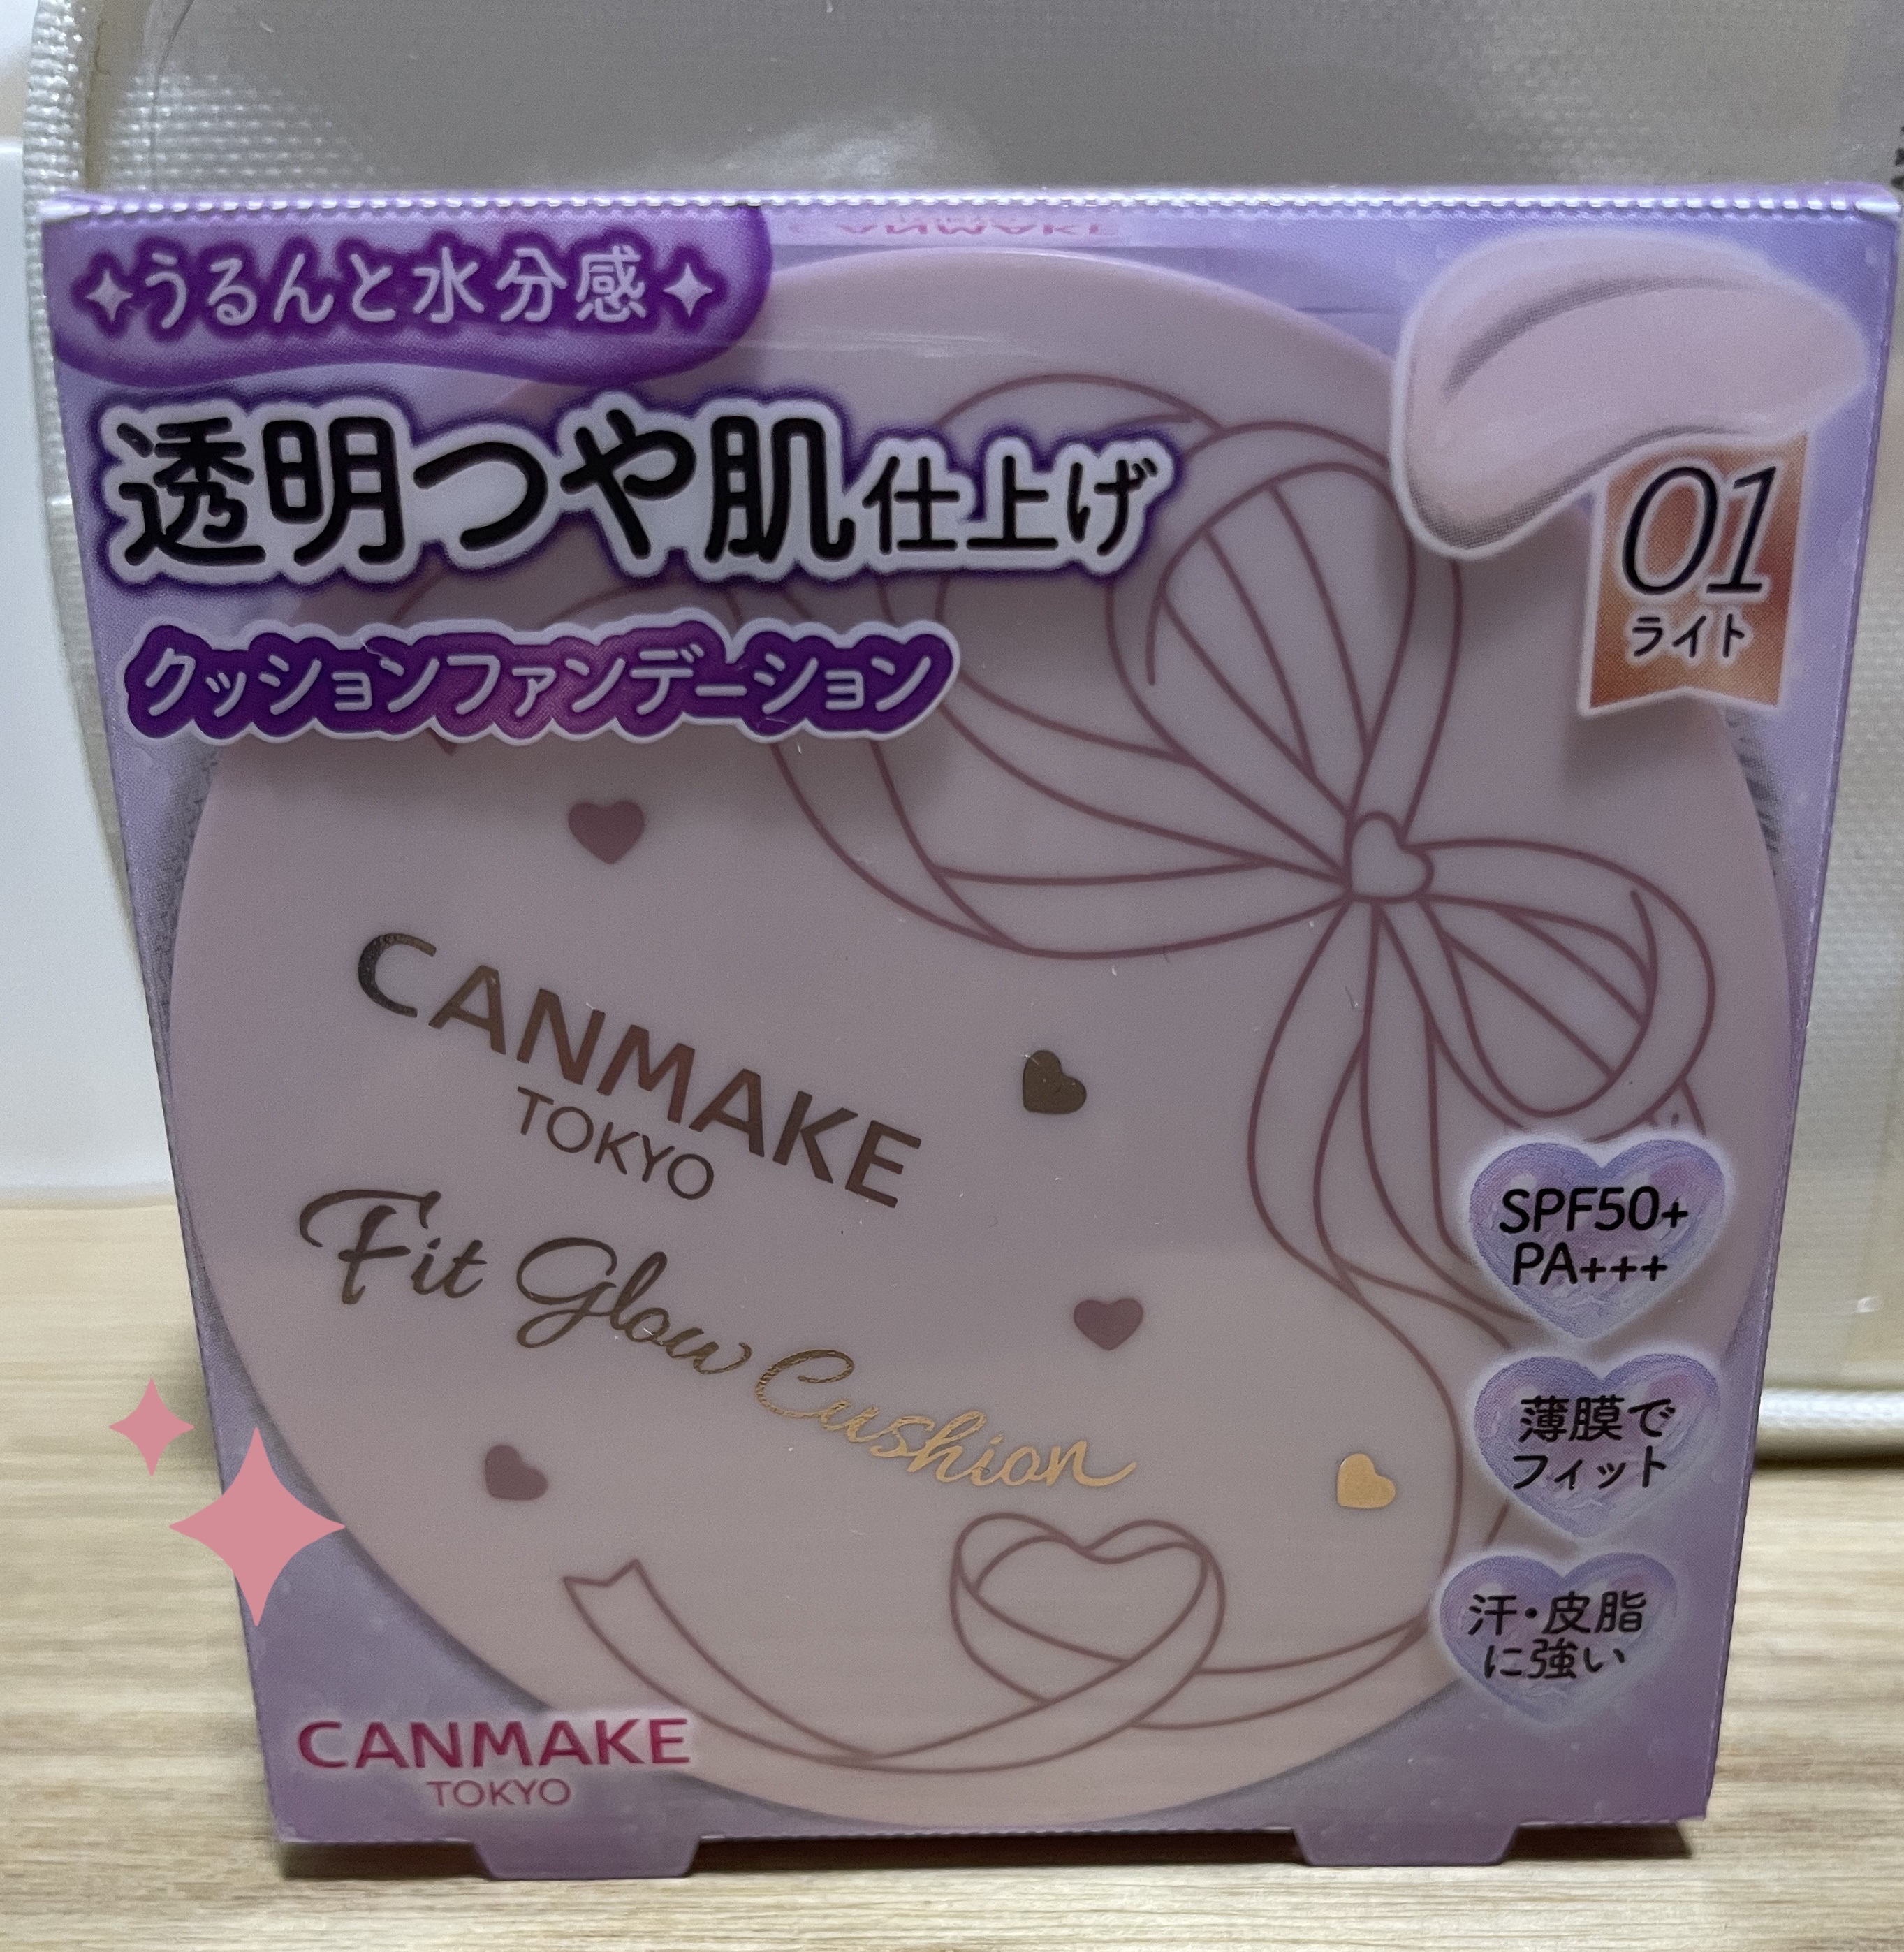 うるんと水分感
透明つや肌仕上げ
クッションファンデーション
01
ライト
CANMAKE
TOKYO
Fit Glow Cushion
SPF50+
PA+++
薄膜で
フィット
汗・皮脂
に強い
CANMAKE
TOKYO